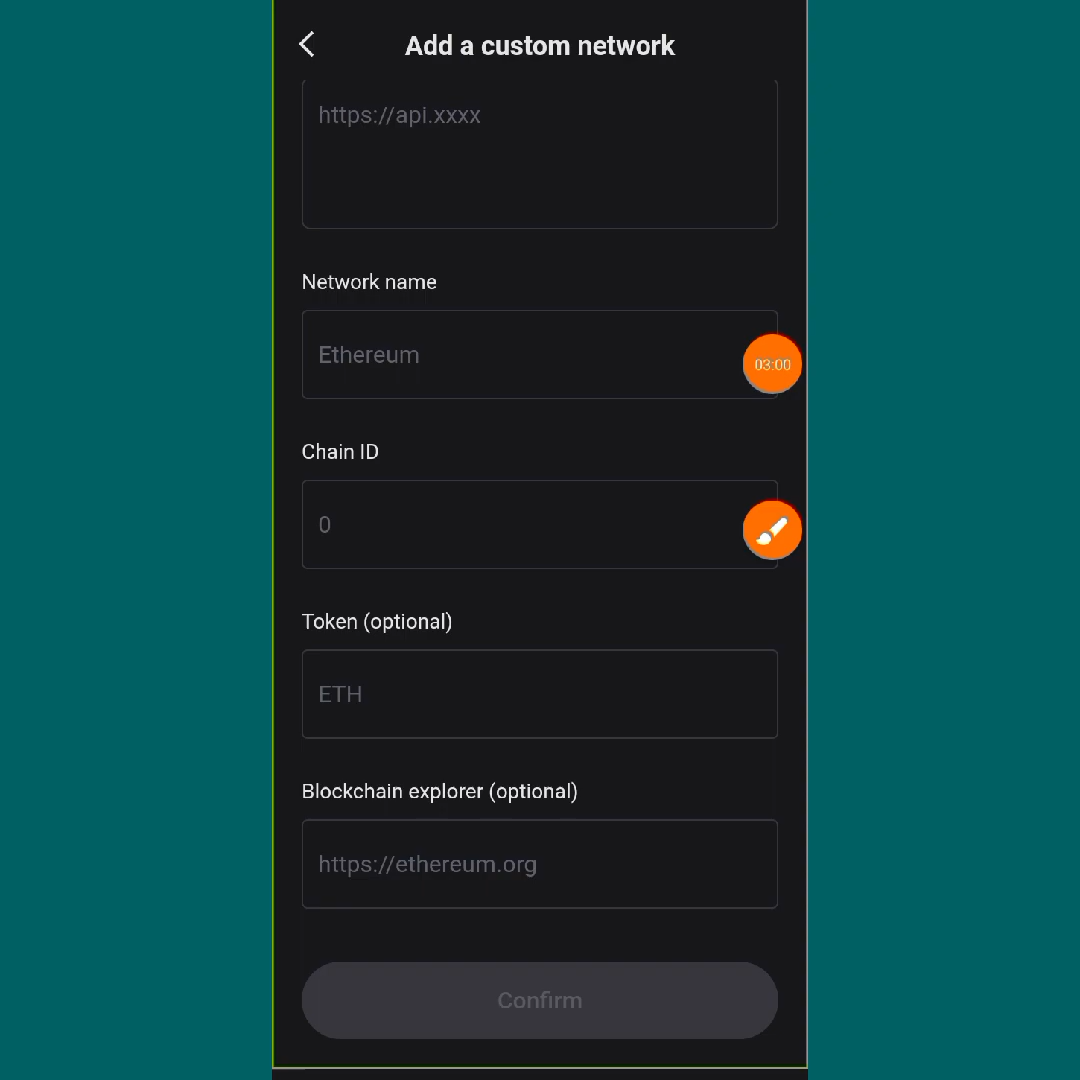 Add a custom network
https://api.xxxx
Network name
Ethereum
03:00
Chain ID
0
Token (optional)
ETH
Blockchain explorer (optional)
https://ethereum.org
Confirm